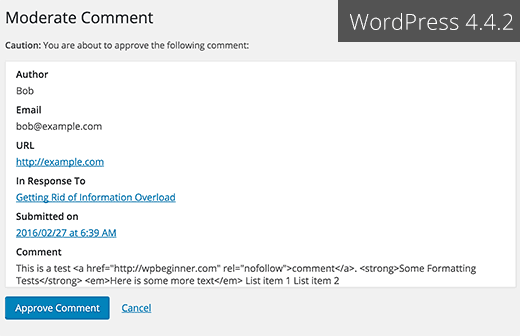 Moderate Comment
WordPress 4.4.2
Caution: You are about to approve the following comment:
Author
Bob
Email
bob@example.com
URL
http://example.com
In Response To
Getting Rid of Information Overload
Submitted on
2016/02/27 at 6:39 AM
Comment
This is a test <a href="http://wpbeginner.com" rel="nofollow">comment</a>. <strong>Some Formatting
Tests</strong> <em>Here is some more text</em> List item 1 List item 2
Approve Comment Cancel